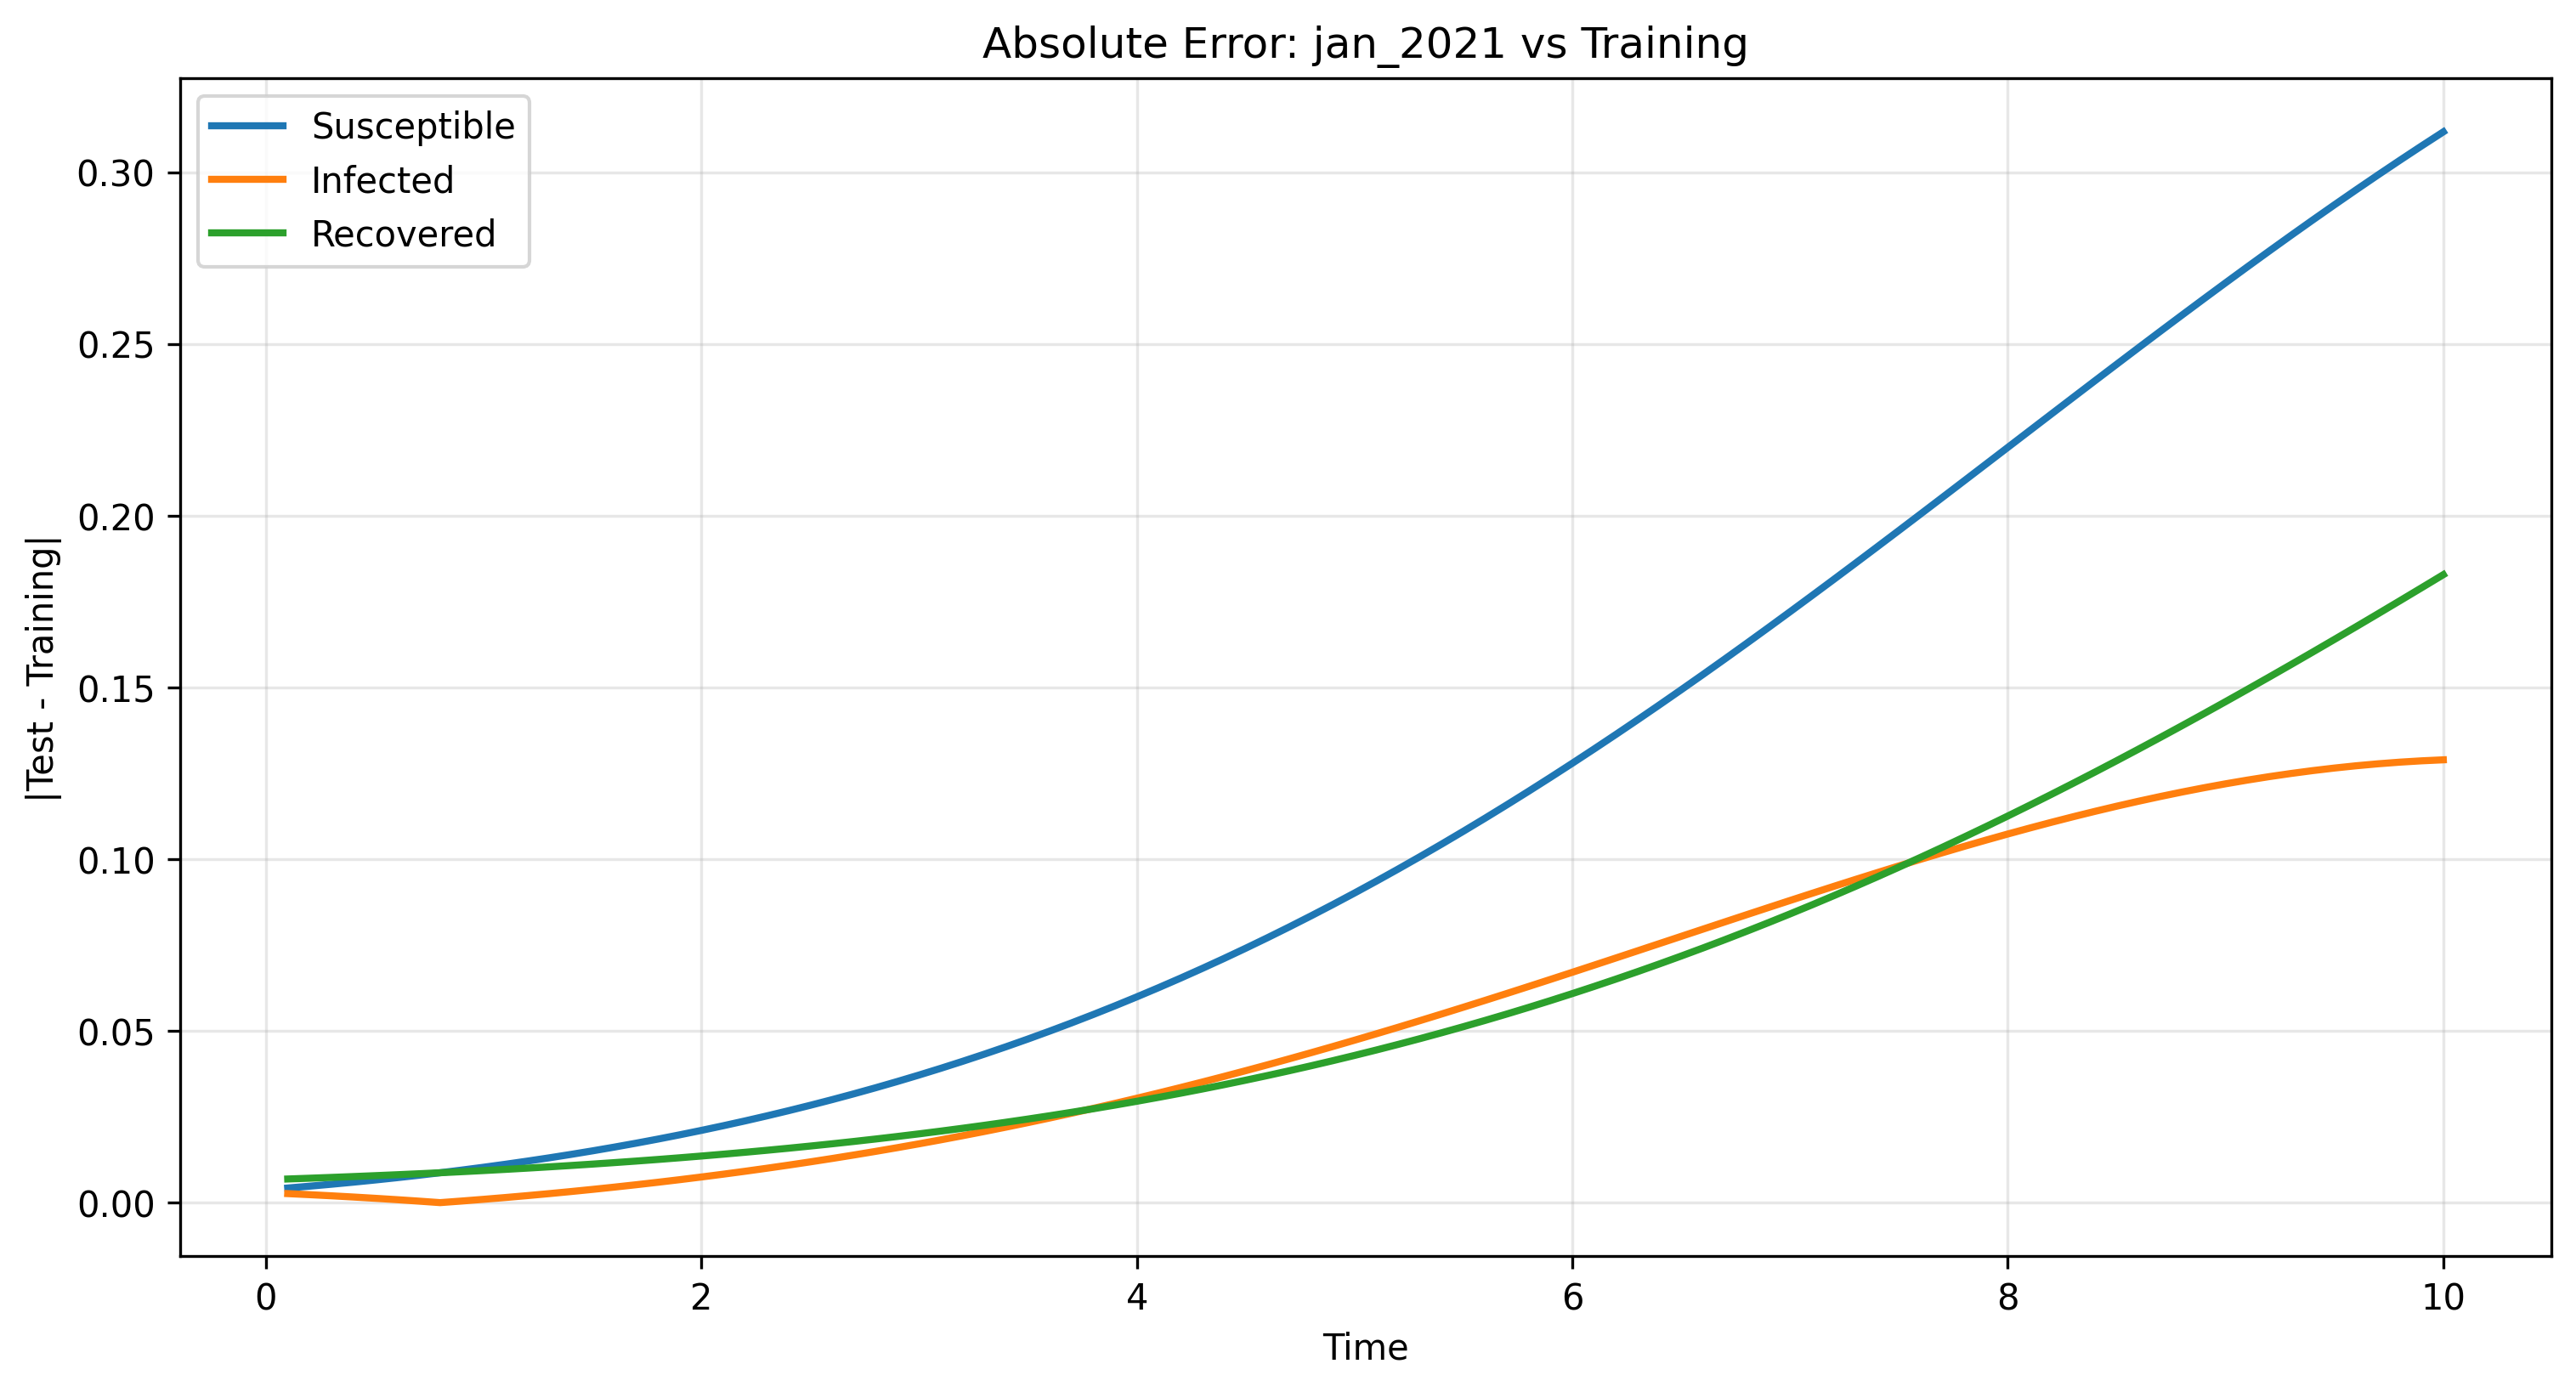 Absolute Error: jan_2021 vs Training
Susceptible
Infected
Recovered
|Test - Training|
0.30
0.25
0.20
0.15
0.10
0.05
0.00
0 2 4 6 8 10
Time